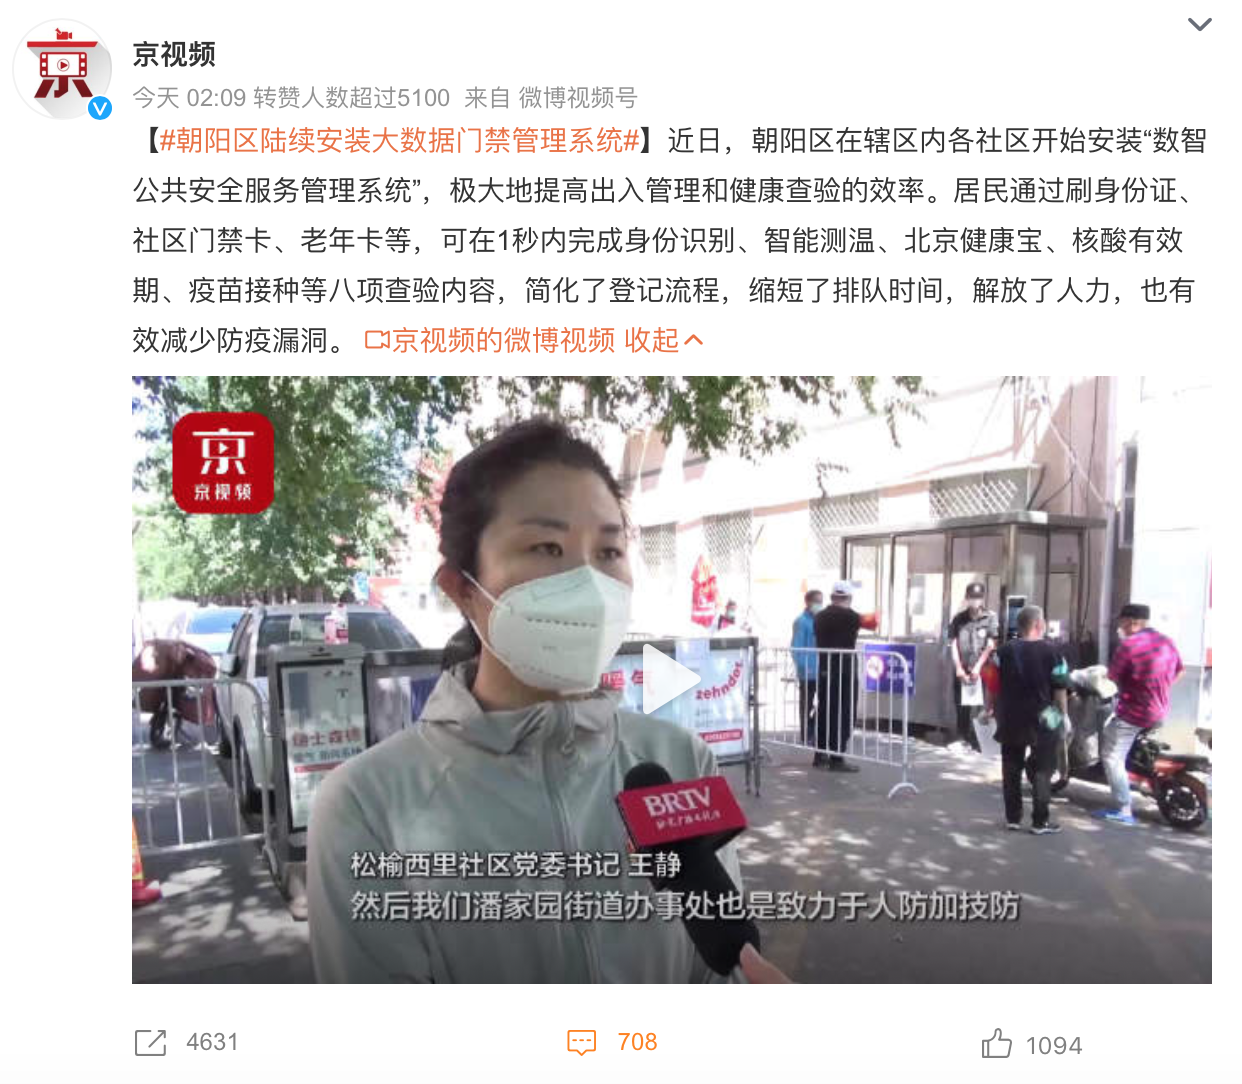 京视频
今天 02:09 转赞人数超过5100 来自 微博视频号
【#朝阳区陆续安装大数据门禁管理系统#】近日，朝阳区在辖区内各社区开始安装“数智
公共安全服务管理系统”，极大地提高出入管理和健康查验的效率。居民通过刷身份证、
社区门禁卡、老年卡等，可在1秒内完成身份识别、智能测温、北京健康宝、核酸有效
期、疫苗接种等八项查验内容，简化了登记流程，缩短了排队时间，解放了人力，也有
效减少防疫漏洞。 京视频的微博视频 收起
京
京视频
zehnder
BRTV
松榆西里社区党委书记 王静
然后我们潘家园街道办事处也是致力于人防加技防
4631
708
1094